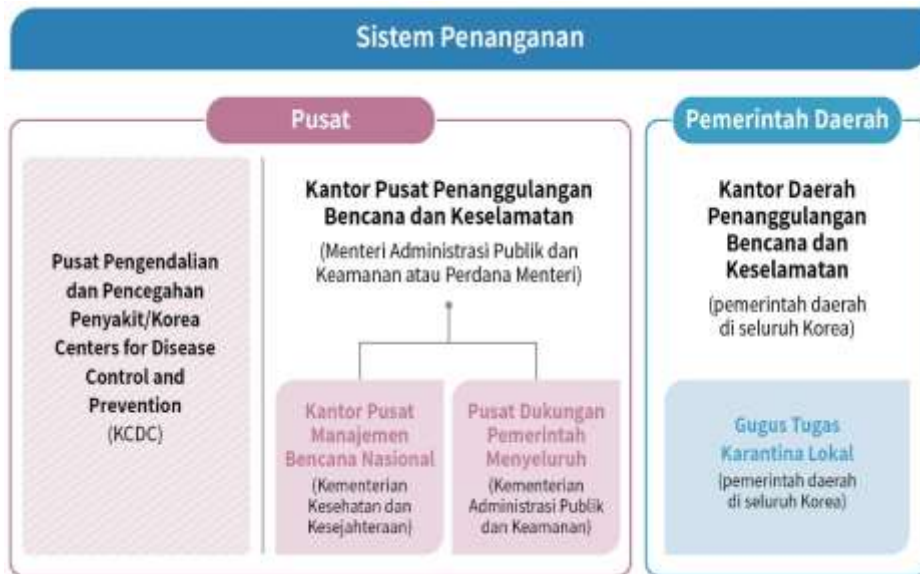 Sistem Penanganan
Pusat
Pusat Pengendalian
dan Pencegahan
Penyakit/Korea
Centers for Disease
Control and
Prevention
(KCDC)
Kantor Pusat Penanggulangan
Bencana dan Keselamatan
(Menteri Administrasi Publik dan
Keamanan atau Perdana Menteri)
Kantor Pusat
Manajemen
Bencana Nasional
(Kementerian
Kesehatan dan
Kesejahteraan)
Pusat Dukungan
Pemerintah
Menyeluruh
(Kementerian
Administrasi Publik
dan Keamanan)
Pemerintah Daerah
Kantor Daerah
Penanggulangan
Bencana dan
Keselamatan
(pemerintah daerah
di seluruh Korea)
Gugus Tugas
Karantina Lokal
(pemerintah daerah
di seluruh Korea)